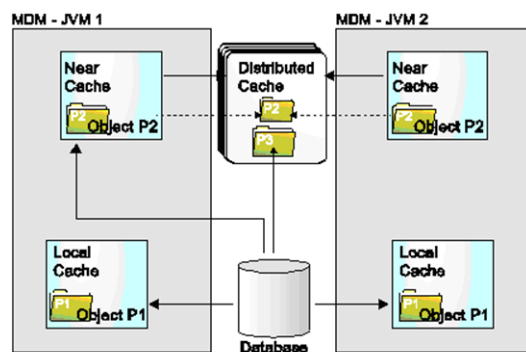 MDM - JVM 1
MDM - JVM 2
Near
Cache
P2
Object P2
Distributed
Cache
P2
P3
Near
Cache
P2
Object P2
Local
Cache
P1
Object P1
Database
Local
Cache
P1
Object P1